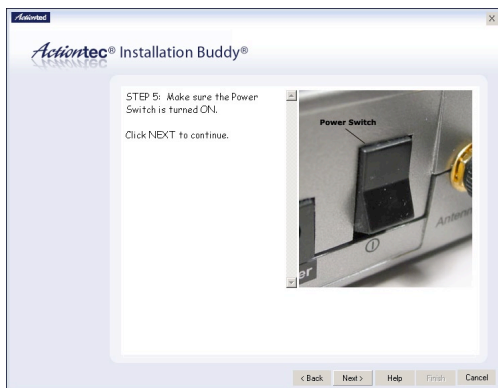 Actiontec
Actiontec® Installation Buddy®
STEP 5: Make sure the Power
Switch is turned ON.
Click NEXT to continue.
Power Switch
Antenn
er
< Back Next > Help Finish Cancel